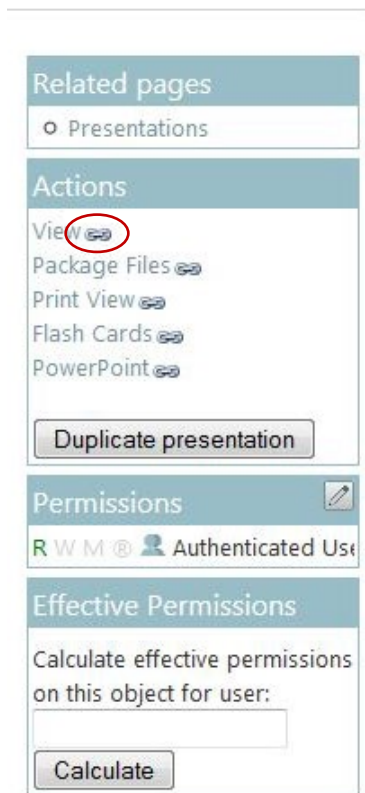 Related pages
Presentations
Actions
View
Package Files
Print View
Flash Cards
PowerPoint
Duplicate presentation
Permissions
R W M ® Authenticated Use
Effective Permissions
Calculate effective permissions
on this object for user:
Calculate